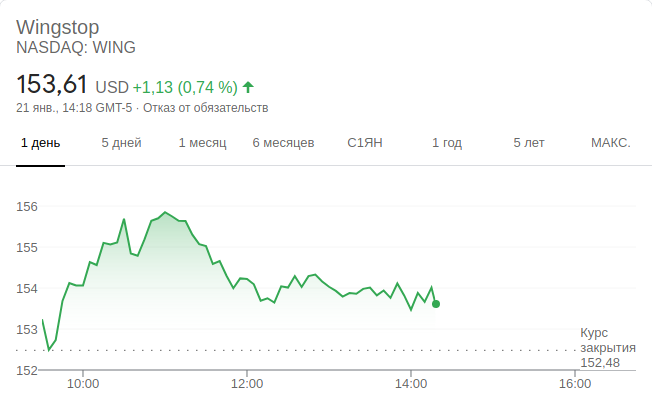 Wingstop
NASDAQ: WING
153,61 USD +1,13 (0,74 %)
21 янв., 14:18 GMT-5 · Отказ от обязательств
1 день 5 дней 1 месяц 6 месяцев С1ЯН 1 год 5 лет МАКС.
156
155
154
153
Курс
закрытия
152,48
152
10:00 12:00 14:00 16:00